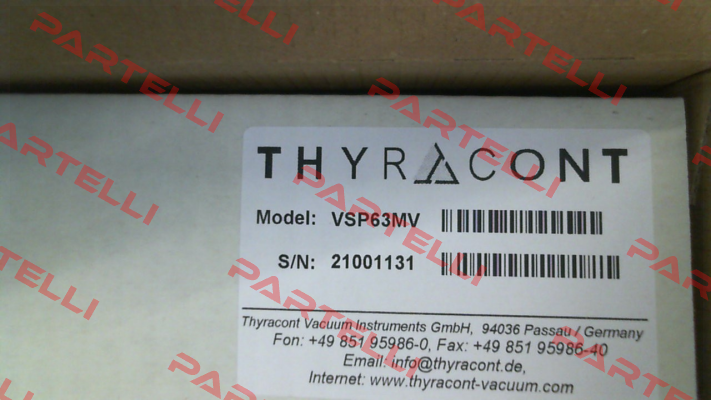 THYRACONT
Model: VSP63MV
S/N: 21001131
Thyracont Vacuum Instruments GmbH, 94036 Passau / Germany
Fon: +49 851 95986-0, Fax: +49 851 95986-40
Email: info@thyracont.de,
Internet: www.thyracont-vacuum.com
PARTELLI
PARTELLI
PARTELLI
PARTELLI
PARTELLI
PARTELLI
PARTELLI
PARTELLI